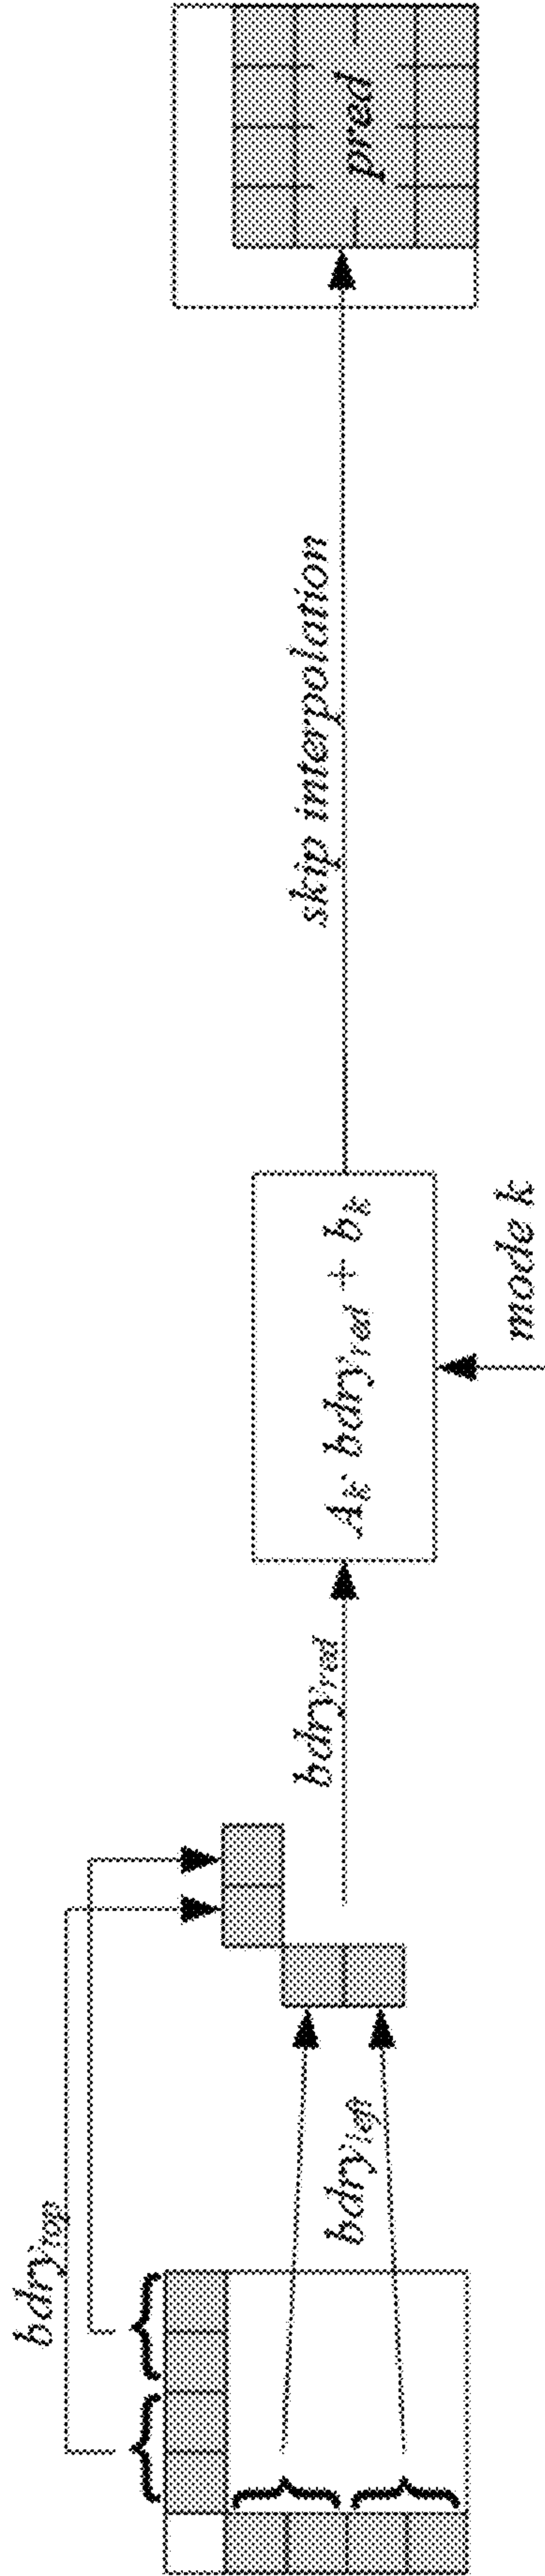 bdry_top
bdry_left
bdry_red
A_k · bdry_red + b_k
mode k
skip interpolation
pred